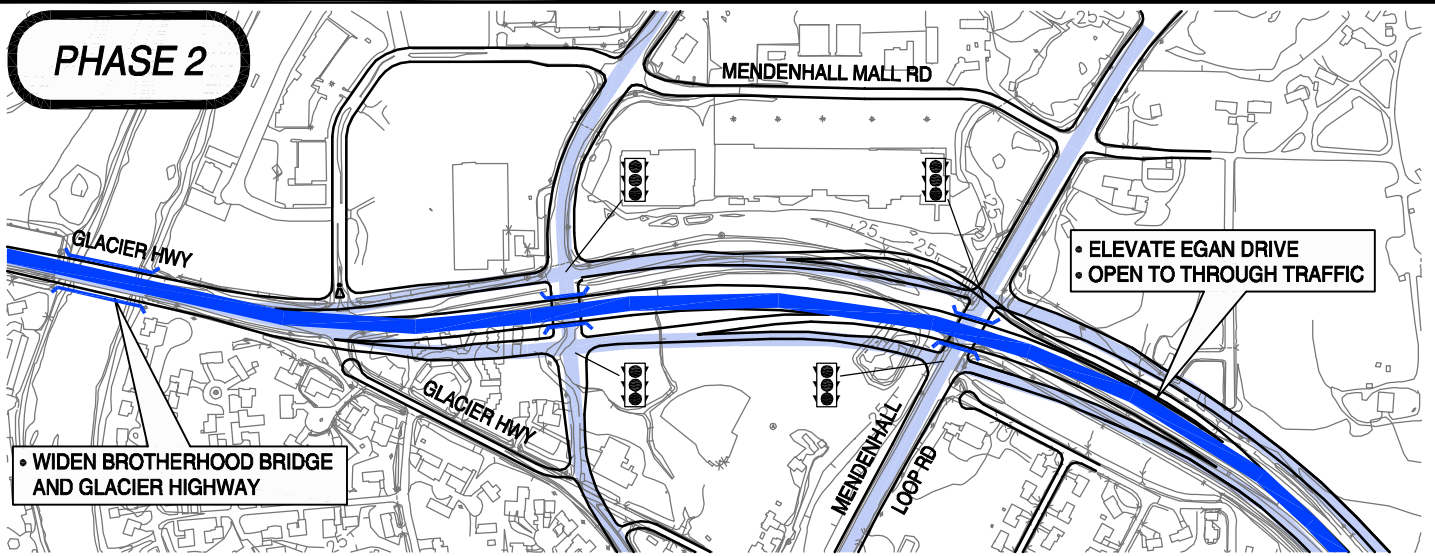 PHASE 2
MENDENHALL MALL RD
GLACIER HWY
25
25
25
• ELEVATE EGAN DRIVE
• OPEN TO THROUGH TRAFFIC
GLACIER HWY
25
MENDENHALL
LOOP RD
• WIDEN BROTHERHOOD BRIDGE
AND GLACIER HIGHWAY
25